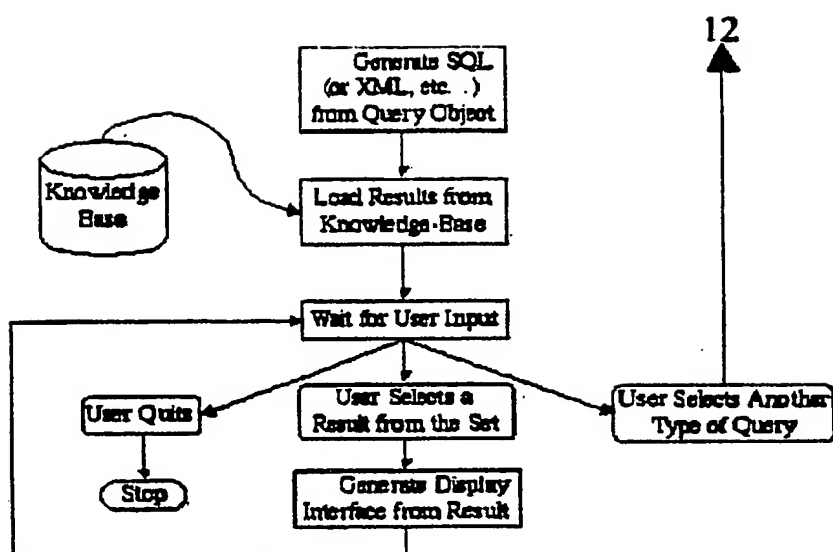 12
Generate SQL
(or XML, etc. .)
from Query Object
Knowledge
Base
Load Results from
Knowledge-Base
Wait for User Input
User Quits
User Selects a
Result from the Set
User Selects Another
Type of Query
Stop
Generate Display
Interface from Result